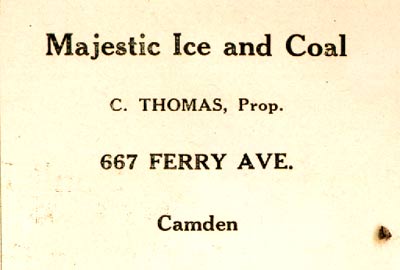 Majestic Ice and Coal
C. THOMAS, Prop.
667 FERRY AVE.
Camden